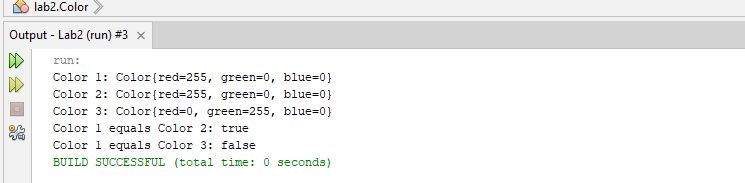 lab2.Color
Output - Lab2 (run) #3
run:
Color 1: Color{red=255, green=0, blue=0}
Color 2: Color{red=255, green=0, blue=0}
Color 3: Color{red=0, green=255, blue=0}
Color 1 equals Color 2: true
Color 1 equals Color 3: false
BUILD SUCCESSFUL (total time: 0 seconds)